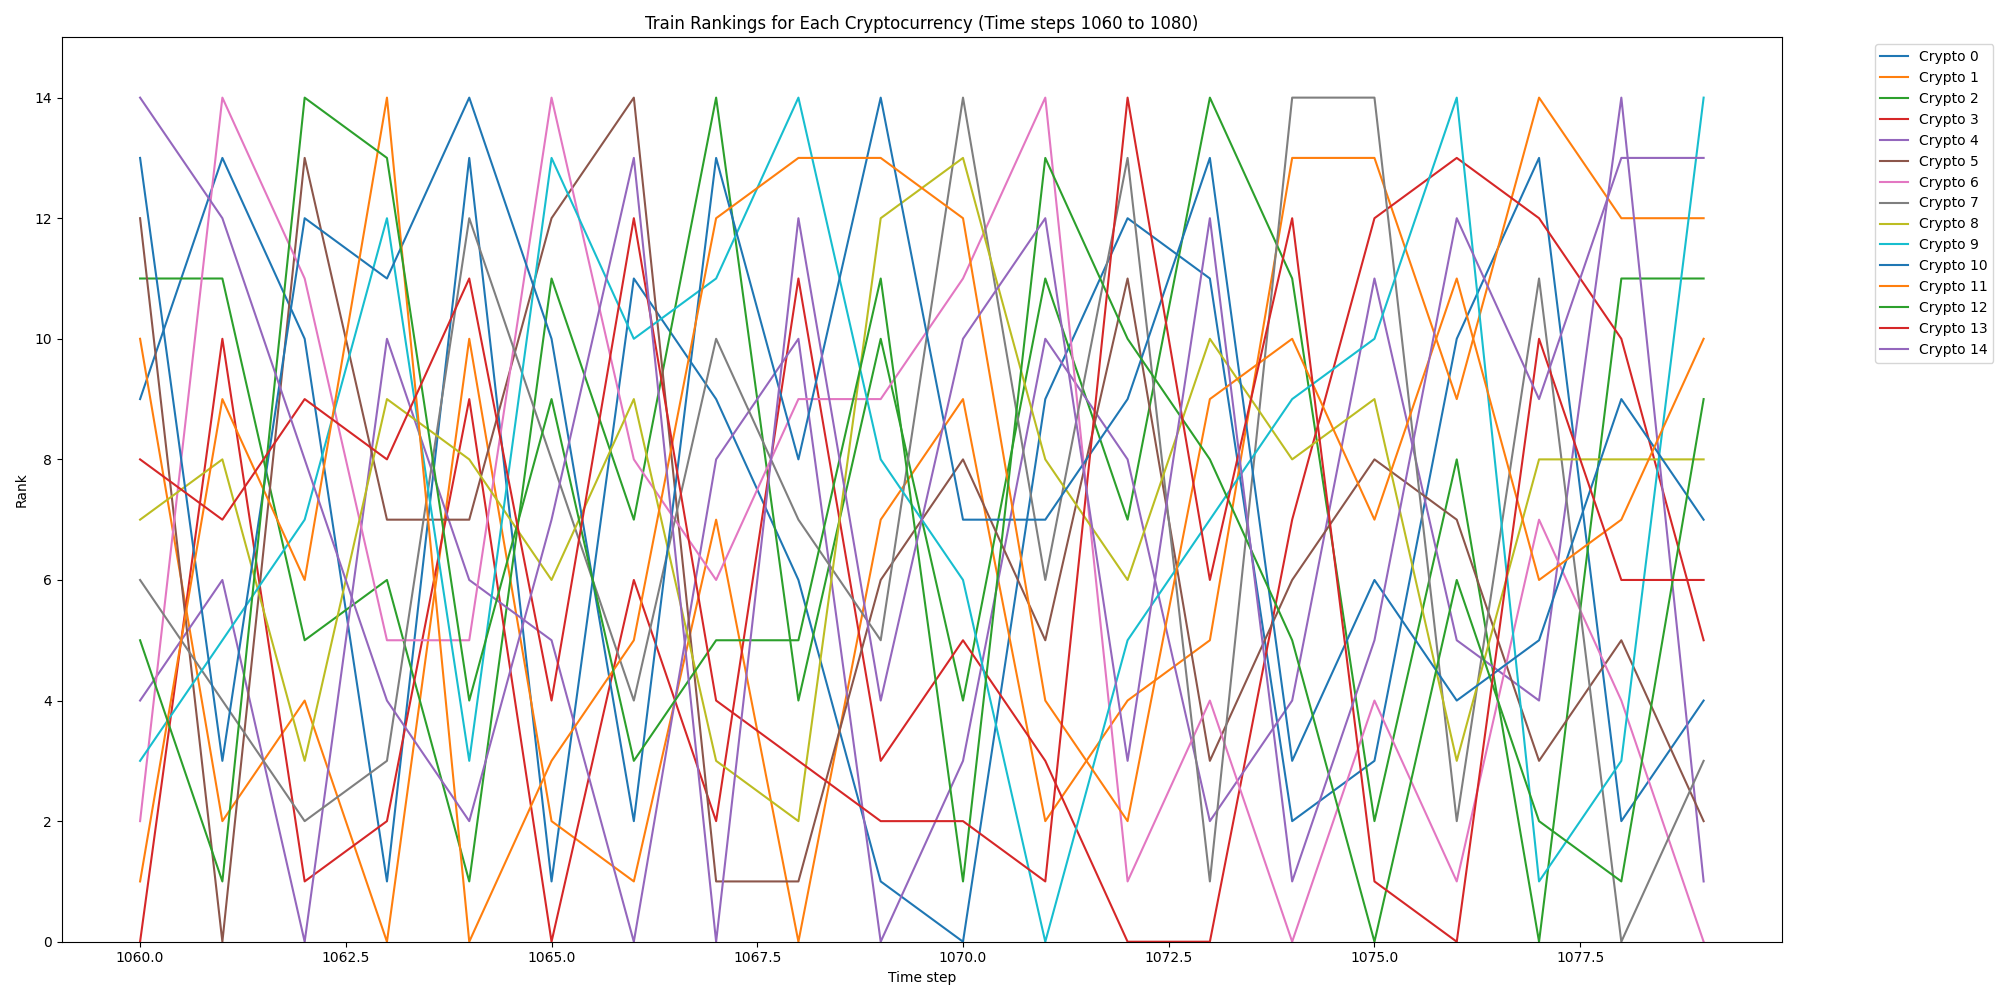 Train Rankings for Each Cryptocurrency (Time steps 1060 to 1080)
Rank
14
12
10
8
6
4
2
0
1060.0
1062.5
1065.0
1067.5
1070.0
1072.5
1075.0
1077.5
Time step
Crypto 0
Crypto 1
Crypto 2
Crypto 3
Crypto 4
Crypto 5
Crypto 6
Crypto 7
Crypto 8
Crypto 9
Crypto 10
Crypto 11
Crypto 12
Crypto 13
Crypto 14